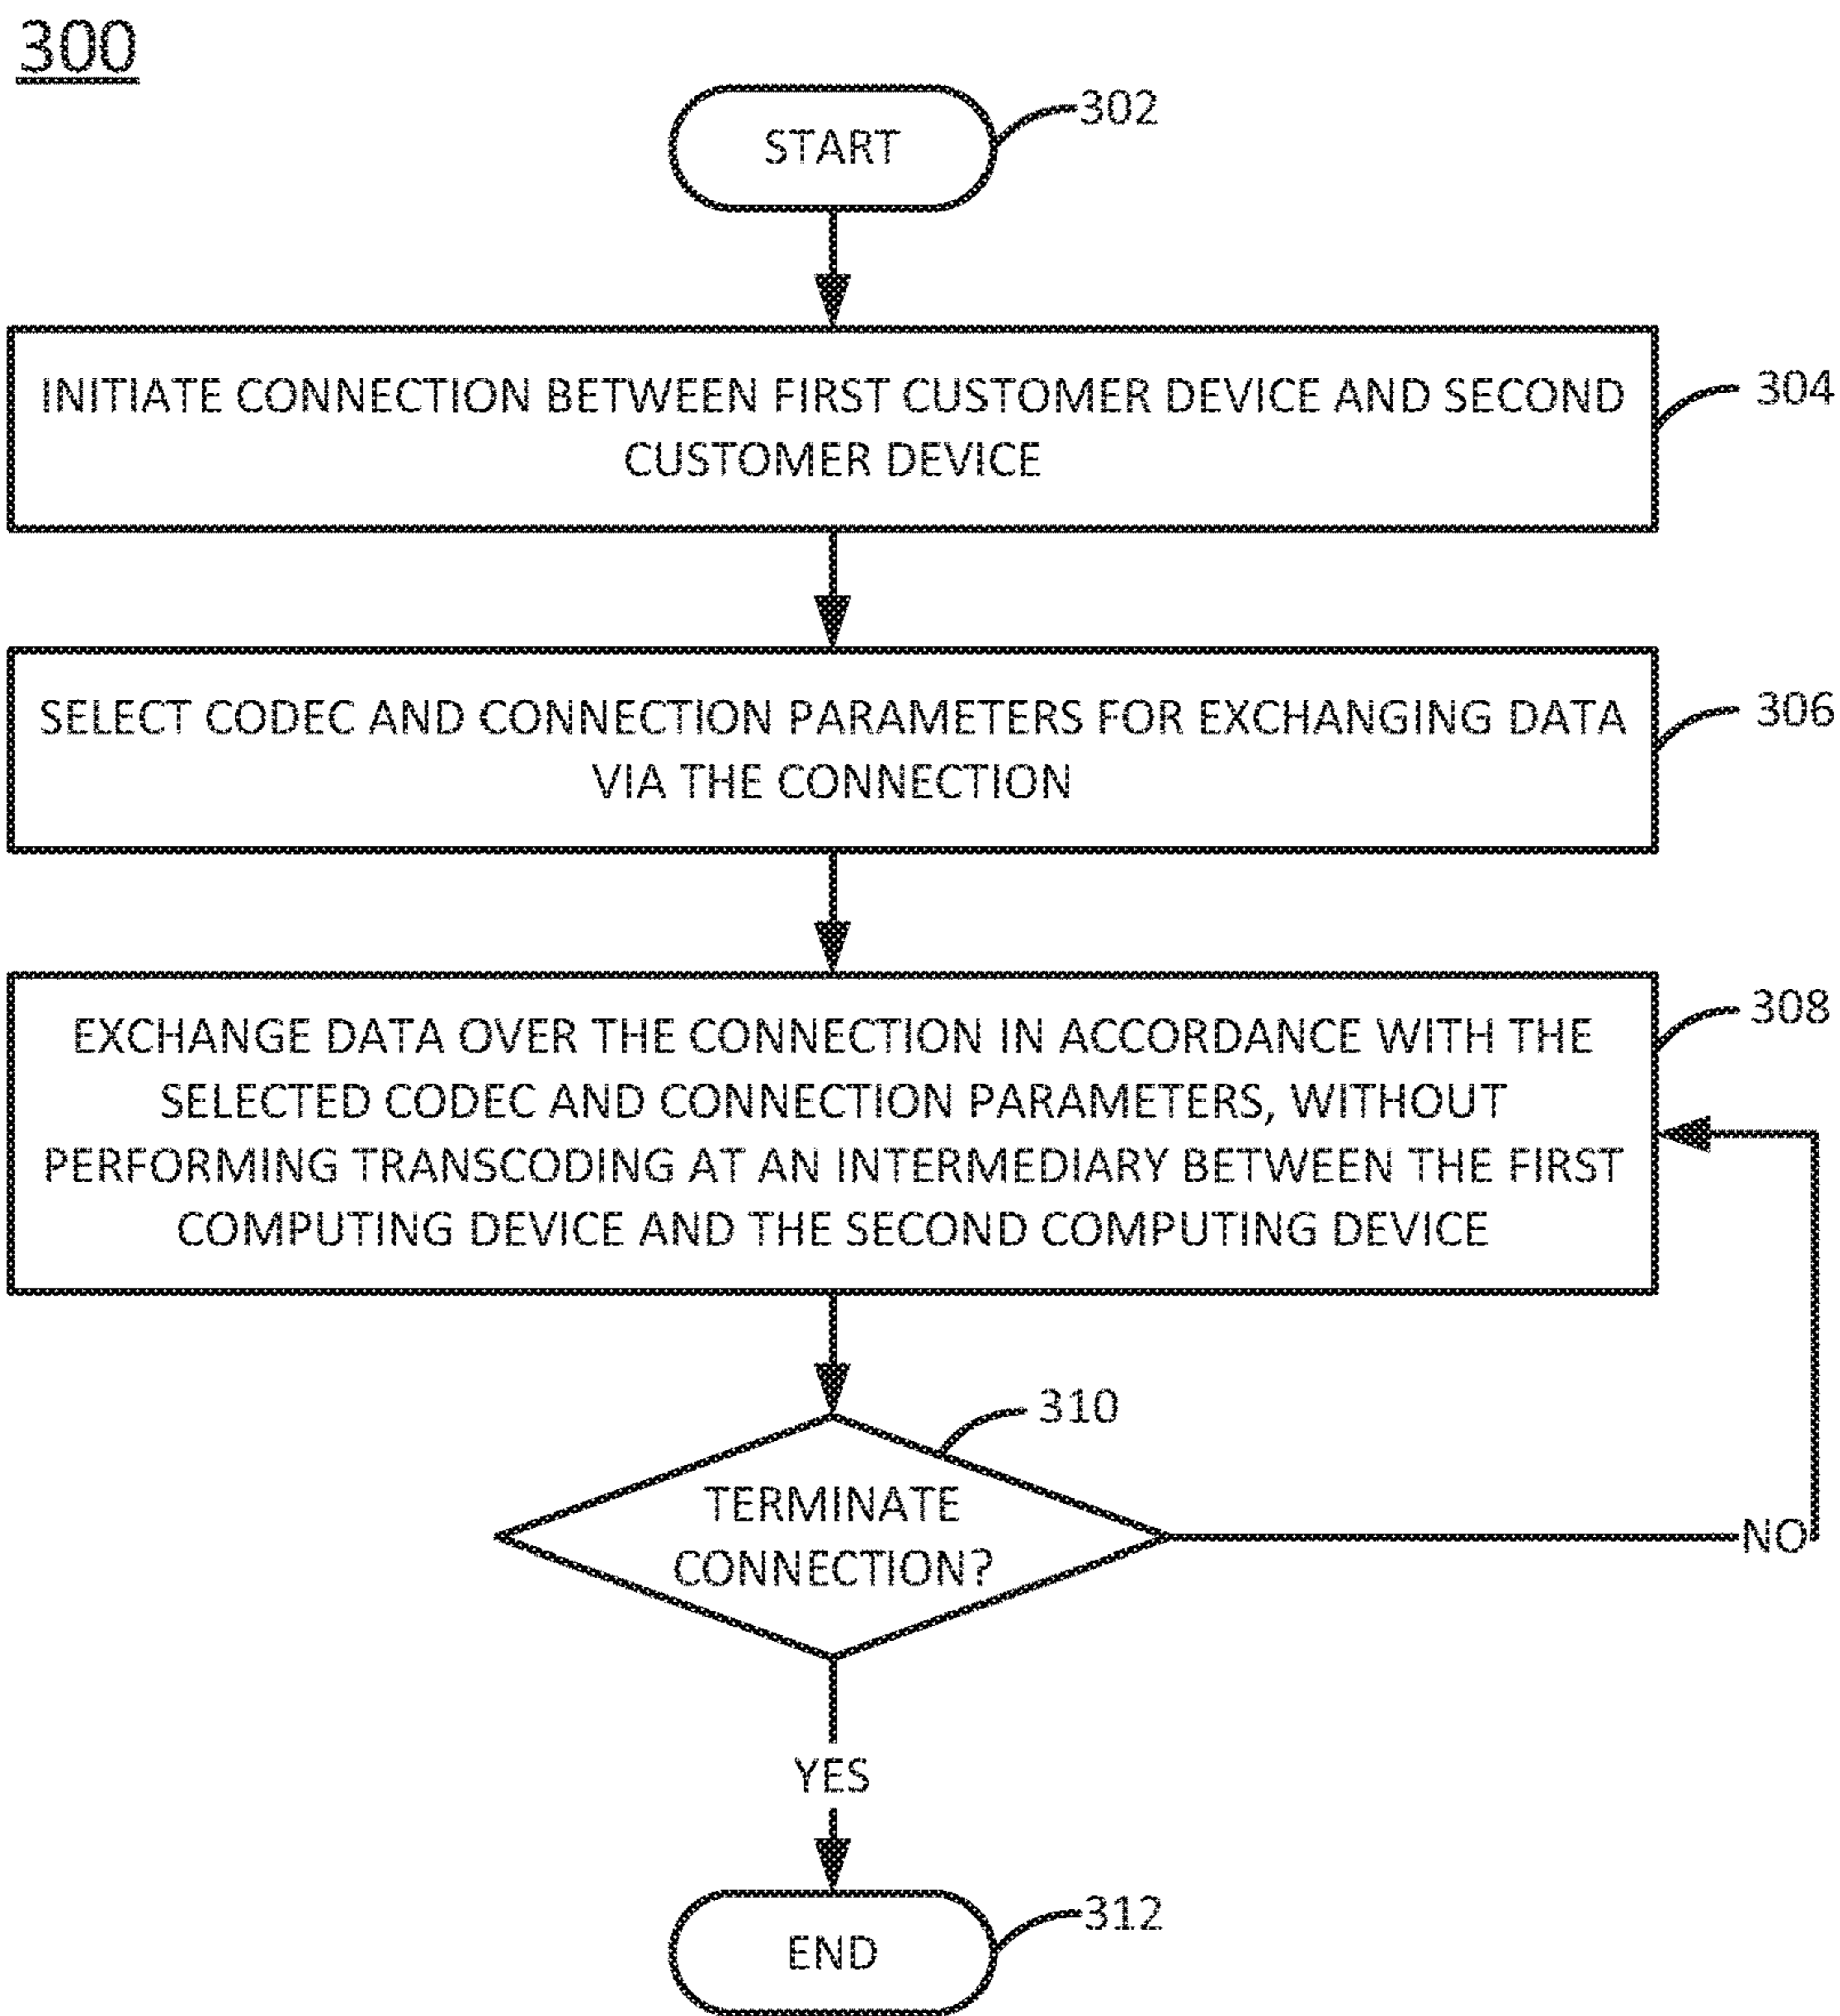 300
START
302
INITIATE CONNECTION BETWEEN FIRST CUSTOMER DEVICE AND SECOND
CUSTOMER DEVICE
304
SELECT CODEC AND CONNECTION PARAMETERS FOR EXCHANGING DATA
VIA THE CONNECTION
306
EXCHANGE DATA OVER THE CONNECTION IN ACCORDANCE WITH THE
SELECTED CODEC AND CONNECTION PARAMETERS, WITHOUT
PERFORMING TRANSCODING AT AN INTERMEDIARY BETWEEN THE FIRST
COMPUTING DEVICE AND THE SECOND COMPUTING DEVICE
308
310
TERMINATE
CONNECTION?
NO
YES
END
312